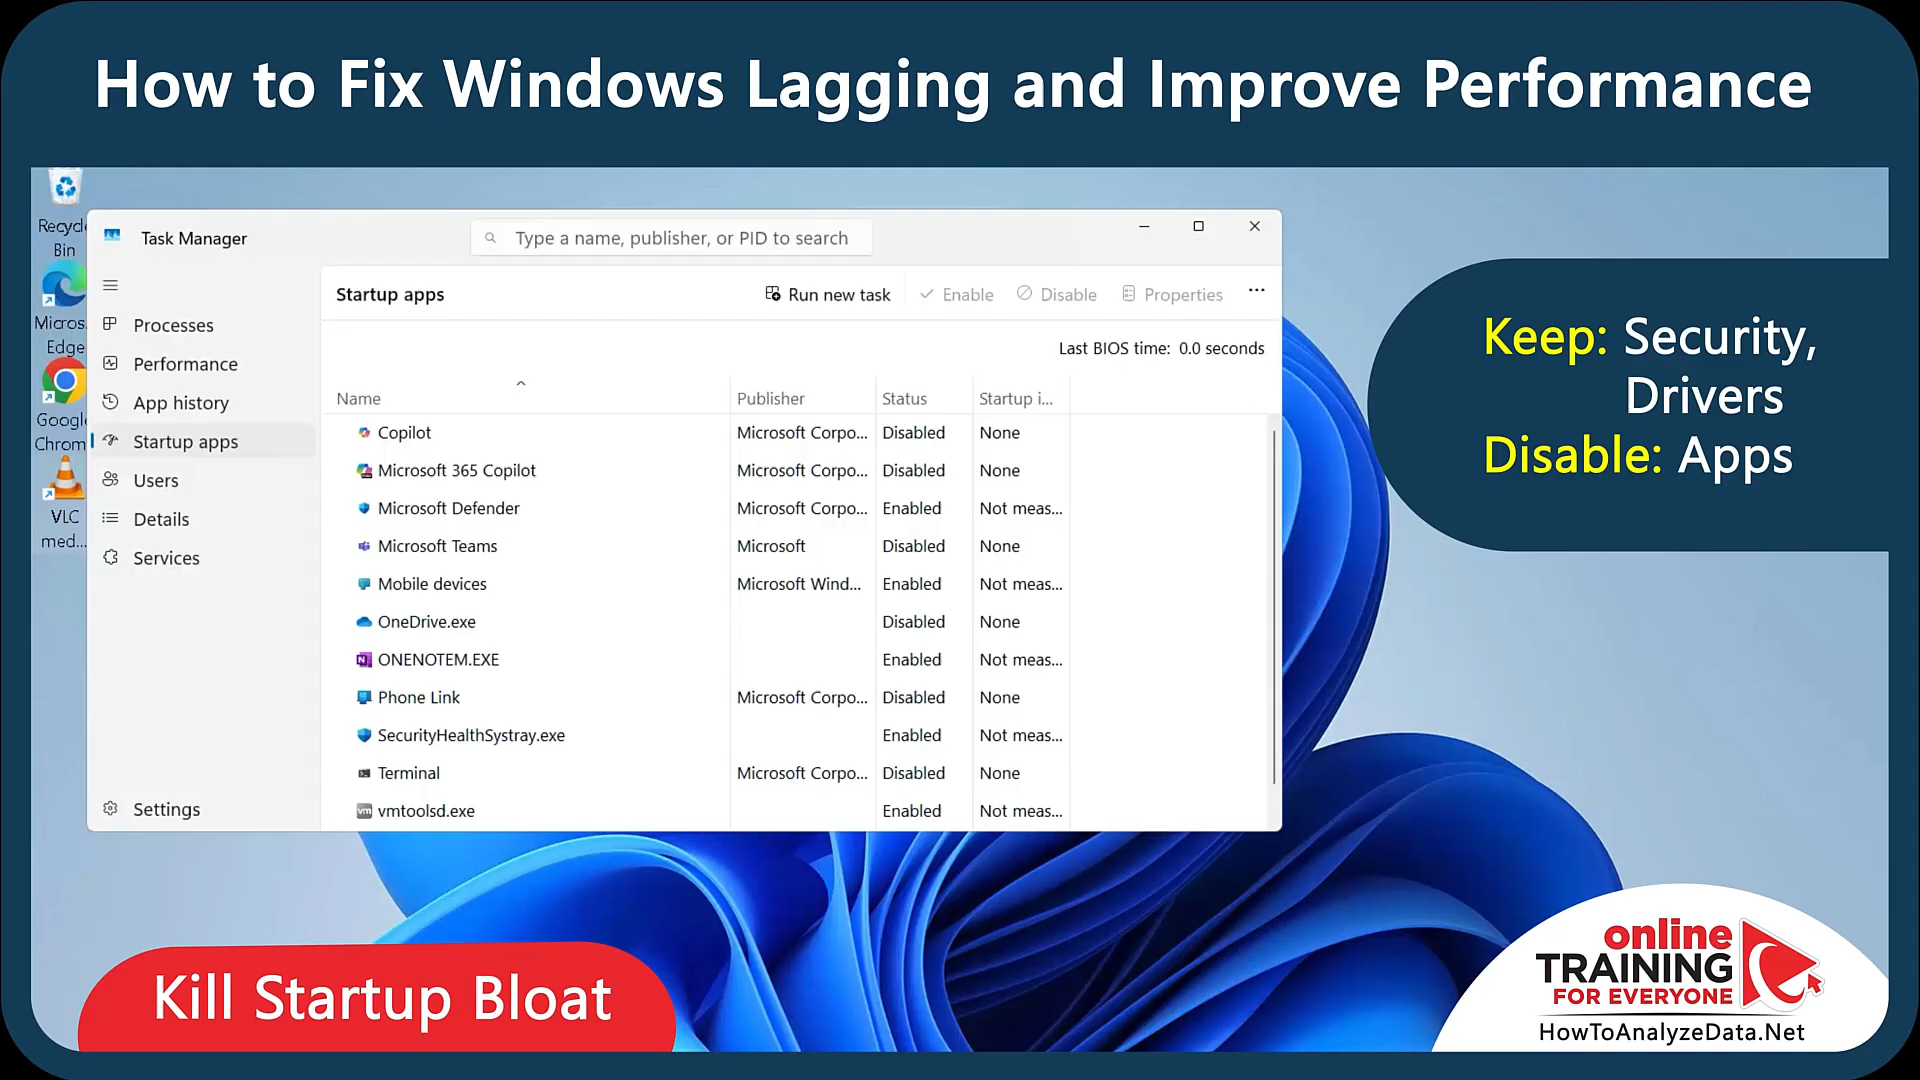 How to Fix Windows Lagging and Improve Performance
Recycle
Bin
Micros...
Edge
Google
Chrom
VLC
med...
Task Manager
Type a name, publisher, or PID to search
Processes
Performance
App history
Startup apps
Users
Details
Services
Settings
Startup apps
Run new task
Enable
Disable
Properties
...
Last BIOS time: 0.0 seconds
Name Publisher Status Startup i...
Copilot Microsoft Corpo... Disabled None
Microsoft 365 Copilot Microsoft Corpo... Disabled None
Microsoft Defender Microsoft Corpo... Enabled Not meas...
Microsoft Teams Microsoft Disabled None
Mobile devices Microsoft Wind... Enabled Not meas...
OneDrive.exe Disabled None
ONENOTEM.EXE Enabled Not meas...
Phone Link Microsoft Corpo... Disabled None
SecurityHealthSystray.exe Enabled Not meas...
Terminal Microsoft Corpo... Disabled None
vmtoolsd.exe Enabled Not meas...
Keep: Security,
Drivers
Disable: Apps
Kill Startup Bloat
online
TRAINING
FOR EVERYONE
HowToAnalyzeData.Net